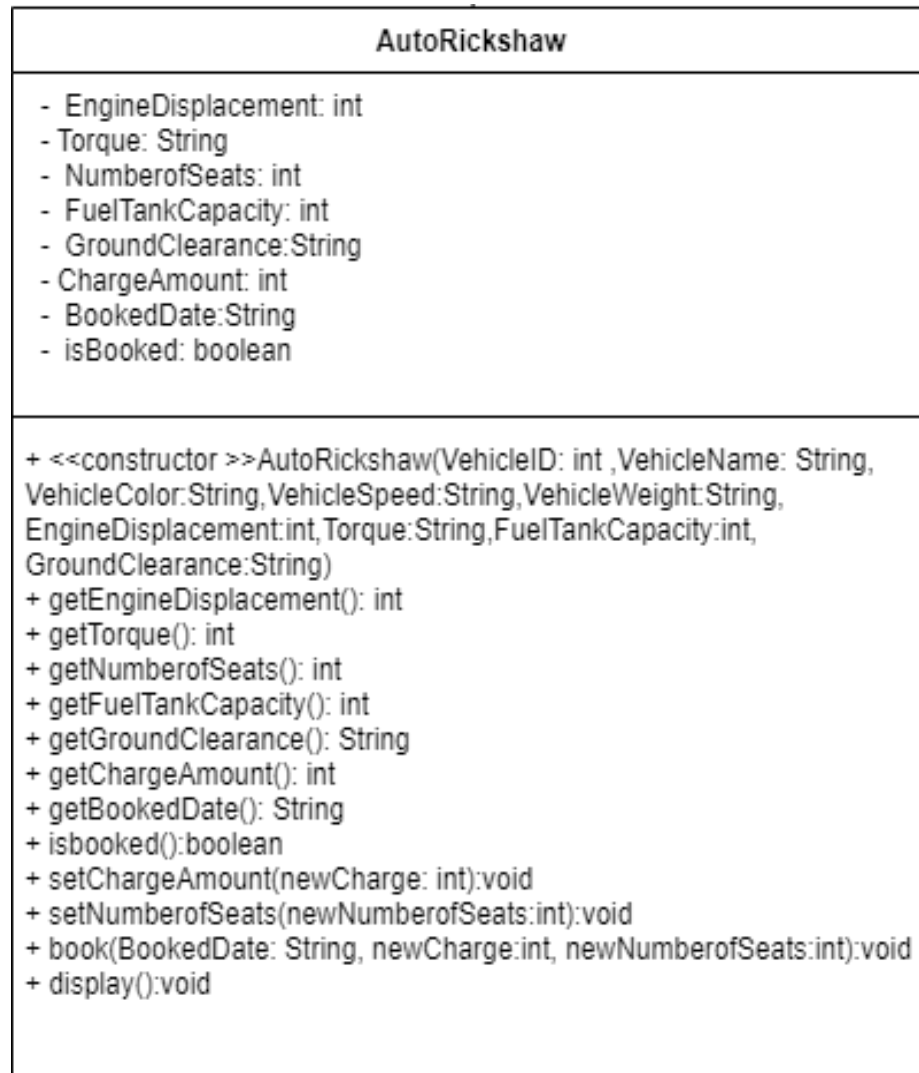 AutoRickshaw
- EngineDisplacement: int
- Torque: String
- NumberofSeats: int
- FuelTankCapacity: int
- GroundClearance:String
- ChargeAmount: int
- BookedDate:String
- isBooked: boolean
+ <<constructor >>AutoRickshaw(VehicleID: int ,VehicleName: String,
VehicleColor:String,VehicleSpeed:String,VehicleWeight:String,
EngineDisplacement:int,Torque:String,FuelTankCapacity:int,
GroundClearance:String)
+ getEngineDisplacement(): int
+ getTorque(): int
+ getNumberofSeats(): int
+ getFuelTankCapacity(): int
+ getGroundClearance(): String
+ getChargeAmount(): int
+ getBookedDate(): String
+ isbooked():boolean
+ setChargeAmount(newCharge: int):void
+ setNumberofSeats(newNumberofSeats:int):void
+ book(BookedDate: String, newCharge:int, newNumberofSeats:int):void
+ display():void